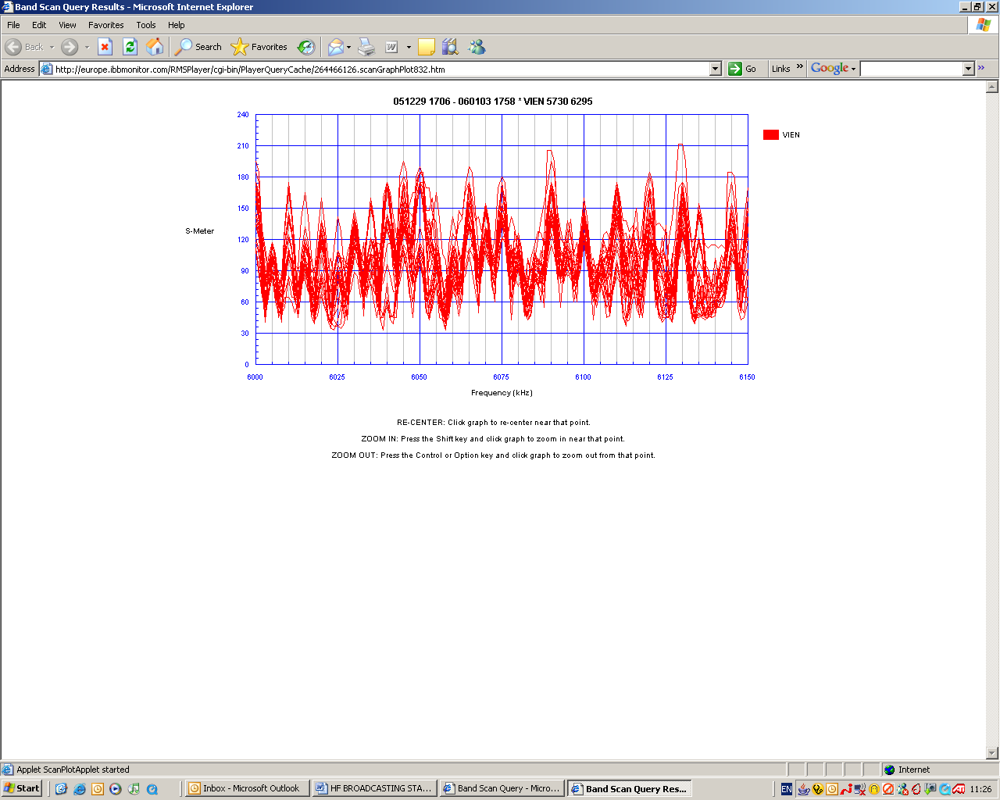 Band Scan Query Results - Microsoft Internet Explorer
File Edit View Favorites Tools Help
Back Search Favorites
Address http://europe.ibbmonitor.com/RMSPlayer/cgi-bin/PlayerQueryCache/264466126.scanGraphPlot832.htm Go Links » Google »
051229 1706 - 060103 1758 * VIEN 5730 6295
240
VIEN
210
180
150
S-Meter
120
90
60
30
0
6000 6025 6050 6075 6100 6125 6150
Frequency (kHz)
RE-CENTER: Click graph to re-center near that point.
ZOOM IN: Press the Shift key and click graph to zoom in near that point.
ZOOM OUT: Press the Control or Option key and click graph to zoom out from that point.
Applet ScanPlotApplet started Internet
Start Inbox - Microsoft Outlook HF BROADCASTING STA... Band Scan Query - Micro... Band Scan Query Res... EN 11:26